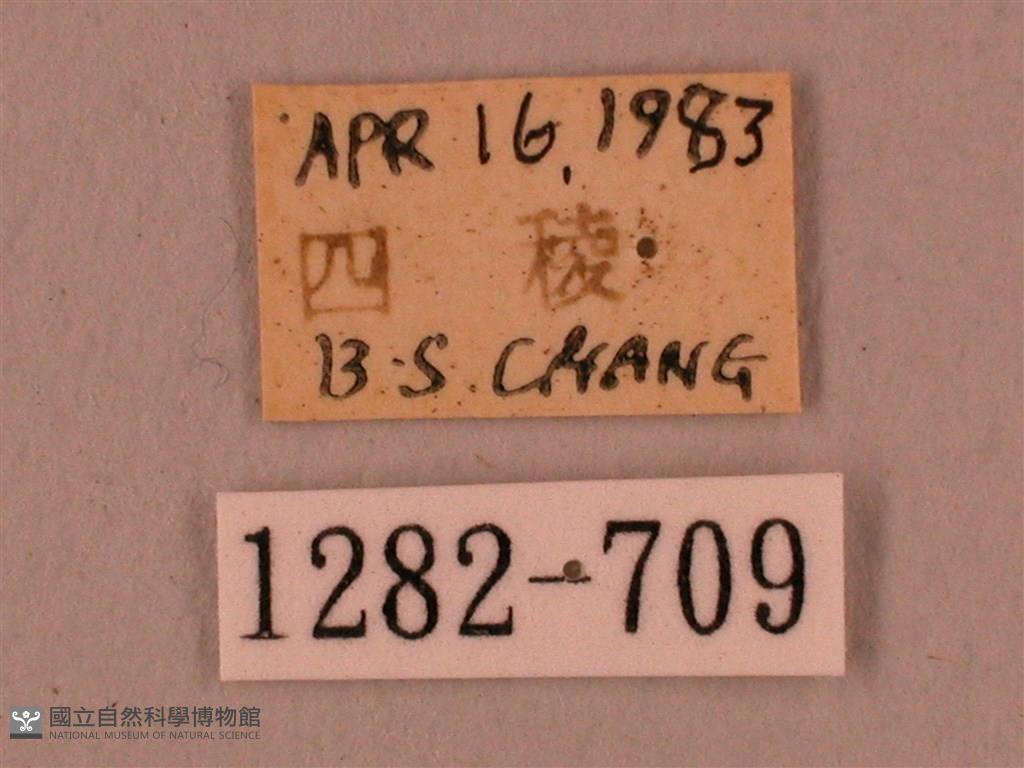 APR 16, 1983
四 稜
B.S. CHANG
1282-709
國立自然科學博物館
NATIONAL MUSEUM OF NATURAL SCIENCE